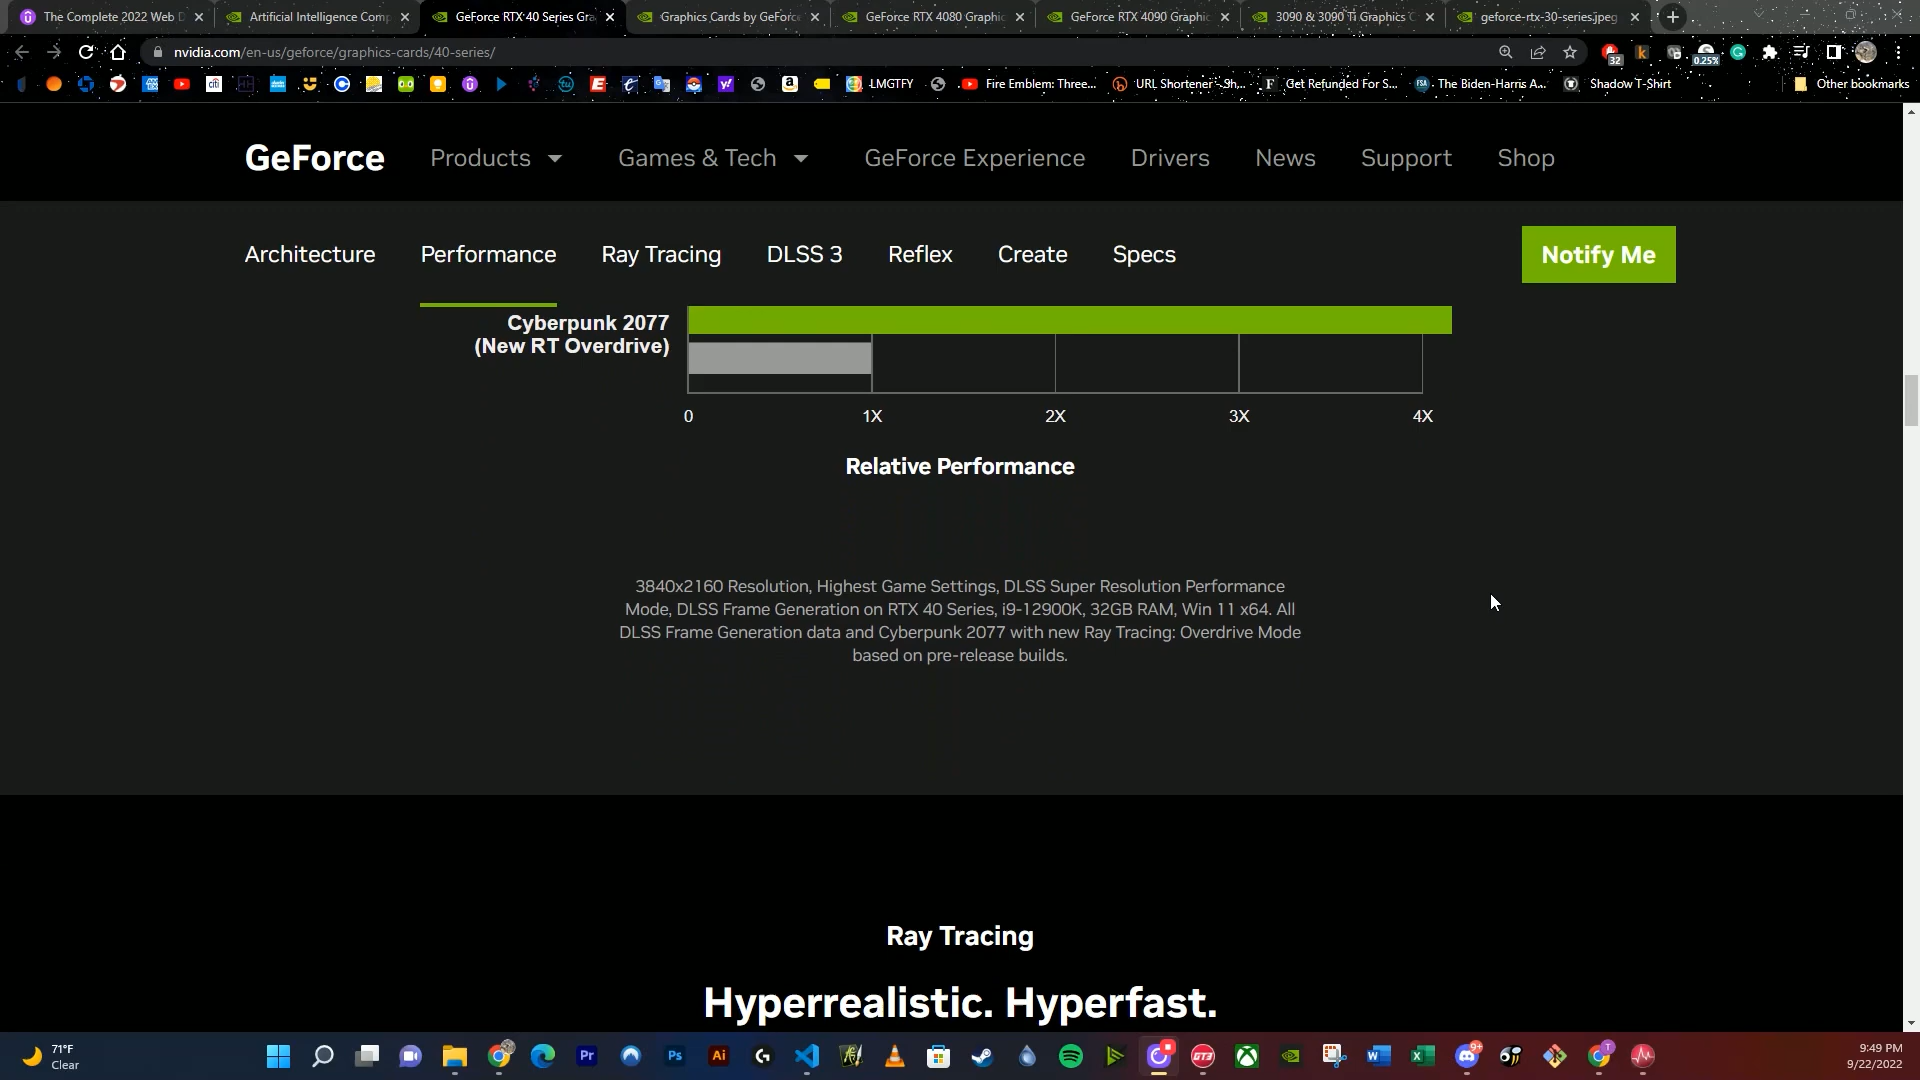 The Complete 2022 Web D
Artificial Intelligence Comp
GeForce RTX 40 Series Gra
Graphics Cards by GeForce
GeForce RTX 4080 Graphic
GeForce RTX 4090 Graphic
3090 & 3090 Ti Graphics C
geforce-rtx-30-series.jpeg
nvidia.com/en-us/geforce/graphics-cards/40-series/
32
0.25%
LMGTFY
Fire Emblem: Three...
URL Shortener - Sh...
Get Refunded For S...
The Biden-Harris A...
Shadow T-Shirt
Other bookmarks
GeForce
Products
Games & Tech
GeForce Experience
Drivers
News
Support
Shop
Architecture
Performance
Ray Tracing
DLSS 3
Reflex
Create
Specs
Notify Me
Cyberpunk 2077
(New RT Overdrive)
0 1X 2X 3X 4X
Relative Performance
3840x2160 Resolution, Highest Game Settings, DLSS Super Resolution Performance
Mode, DLSS Frame Generation on RTX 40 Series, i9-12900K, 32GB RAM, Win 11 x64. All
DLSS Frame Generation data and Cyberpunk 2077 with new Ray Tracing: Overdrive Mode
based on pre-release builds.
Ray Tracing
Hyperrealistic. Hyperfast.
71°F
Clear
9:49 PM
9/22/2022